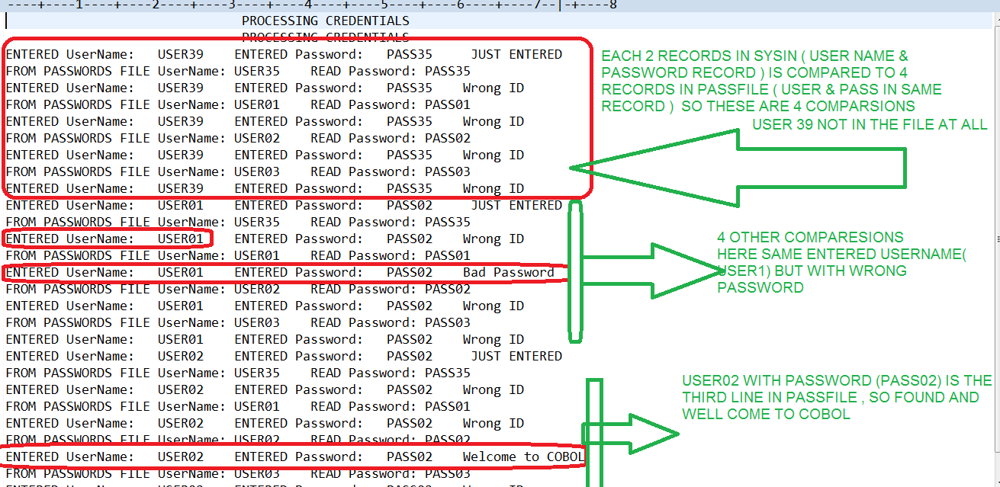 ----+----1----+----2----+----3----+----4----+----5----+----6----+----7--|-+----8
PROCESSING CREDENTIALS
PROCESSING CREDENTIALS
ENTERED UserName:   USER39    ENTERED Password:   PASS35     JUST ENTERED
FROM PASSWORDS FILE UserName: USER35    READ Password: PASS35
ENTERED UserName:   USER39    ENTERED Password:   PASS35    Wrong ID
FROM PASSWORDS FILE UserName: USER01    READ Password: PASS01
ENTERED UserName:   USER39    ENTERED Password:   PASS35    Wrong ID
FROM PASSWORDS FILE UserName: USER02    READ Password: PASS02
ENTERED UserName:   USER39    ENTERED Password:   PASS35    Wrong ID
FROM PASSWORDS FILE UserName: USER03    READ Password: PASS03
ENTERED UserName:   USER39    ENTERED Password:   PASS35    Wrong ID
ENTERED UserName:   USER01    ENTERED Password:   PASS02     JUST ENTERED
FROM PASSWORDS FILE UserName: USER35    READ Password: PASS35
ENTERED UserName:   USER01    ENTERED Password:   PASS02    Wrong ID
FROM PASSWORDS FILE UserName: USER01    READ Password: PASS01
ENTERED UserName:   USER01    ENTERED Password:   PASS02    Bad Password
FROM PASSWORDS FILE UserName: USER02    READ Password: PASS02
ENTERED UserName:   USER01    ENTERED Password:   PASS02    Wrong ID
FROM PASSWORDS FILE UserName: USER03    READ Password: PASS03
ENTERED UserName:   USER01    ENTERED Password:   PASS02    Wrong ID
ENTERED UserName:   USER02    ENTERED Password:   PASS02     JUST ENTERED
FROM PASSWORDS FILE UserName: USER35    READ Password: PASS35
ENTERED UserName:   USER02    ENTERED Password:   PASS02    Wrong ID
FROM PASSWORDS FILE UserName: USER01    READ Password: PASS01
ENTERED UserName:   USER02    ENTERED Password:   PASS02    Wrong ID
FROM PASSWORDS FILE UserName: USER02    READ Password: PASS02
ENTERED UserName:   USER02    ENTERED Password:   PASS02    Welcome to COBOL
FROM PASSWORDS FILE UserName: USER03    READ Password: PASS03
EACH 2 RECORDS IN SYSIN ( USER NAME &
PASSWORD RECORD ) IS COMPARED TO 4
RECORDS IN PASSFILE ( USER & PASS IN SAME
RECORD )  SO THESE ARE 4 COMPARSIONS
USER 39 NOT IN THE FILE AT ALL
4 OTHER COMPARESIONS
HERE SAME ENTERED USERNAME(
USER1) BUT WITH WRONG
PASSWORD
USER02 WITH PASSWORD (PASS02) IS THE
THIRD LINE IN PASSFILE , SO FOUND AND
WELL COME TO COBOL